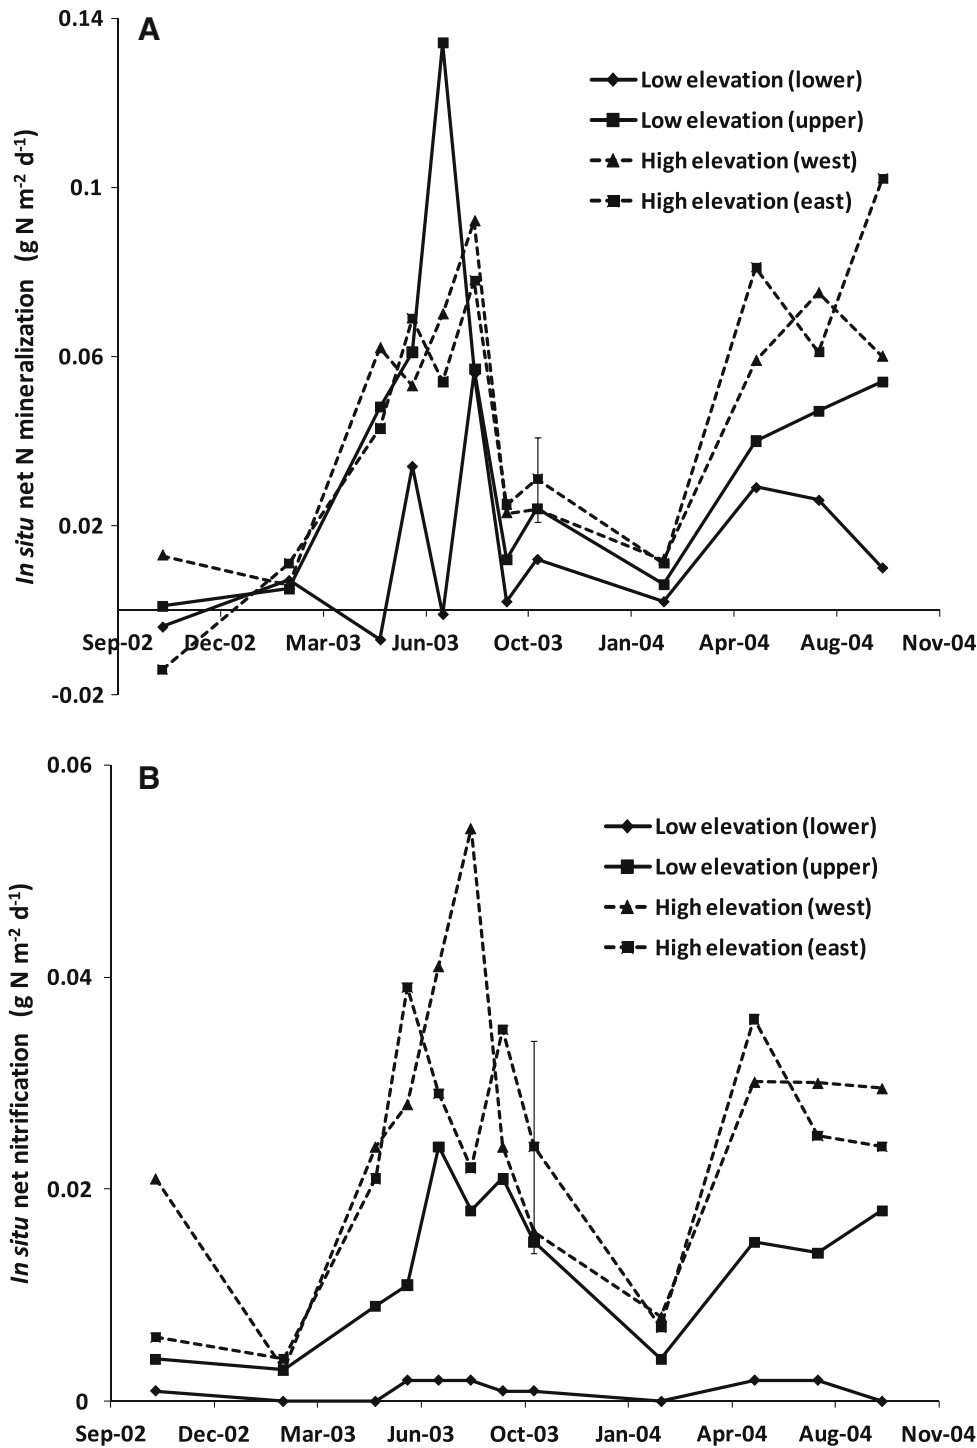 A
0.14
0.1
0.06
0.02
-0.02
In situ net N mineralization (g N m-2 d-1)
Low elevation (lower)
Low elevation (upper)
High elevation (west)
High elevation (east)
Sep-02 Dec-02 Mar-03 Jun-03 Oct-03 Jan-04 Apr-04 Aug-04 Nov-04
B
0.06
0.04
0.02
0
In situ net nitrification (g N m-2 d-1)
Low elevation (lower)
Low elevation (upper)
High elevation (west)
High elevation (east)
Sep-02 Dec-02 Mar-03 Jun-03 Oct-03 Jan-04 Apr-04 Aug-04 Nov-04